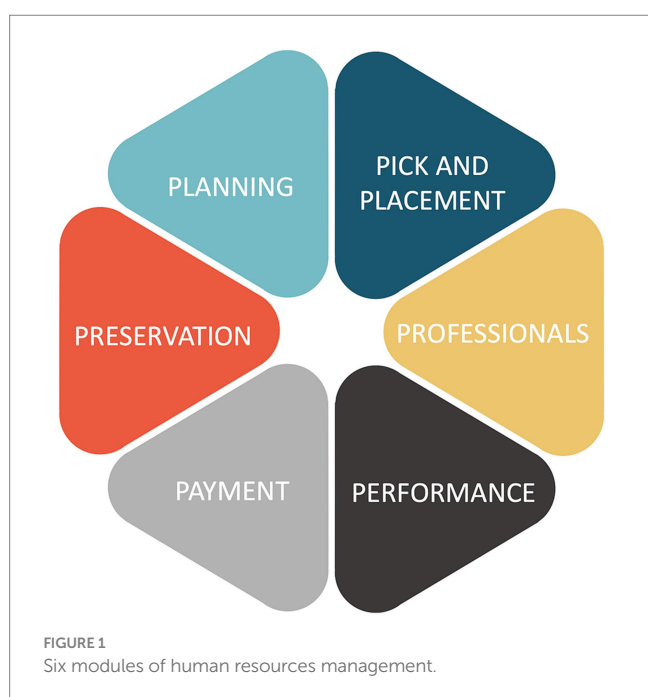 PLANNING
PICK AND
PLACEMENT
PRESERVATION
PROFESSIONALS
PAYMENT
PERFORMANCE
FIGURE 1
Six modules of human resources management.